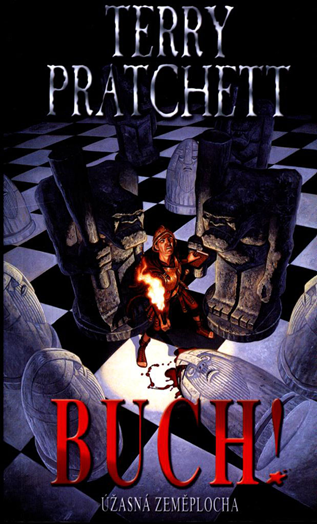 TERRY
PRATCHETT
BUCH!
ÚŽASNÁ ZEMĚPLOCHA